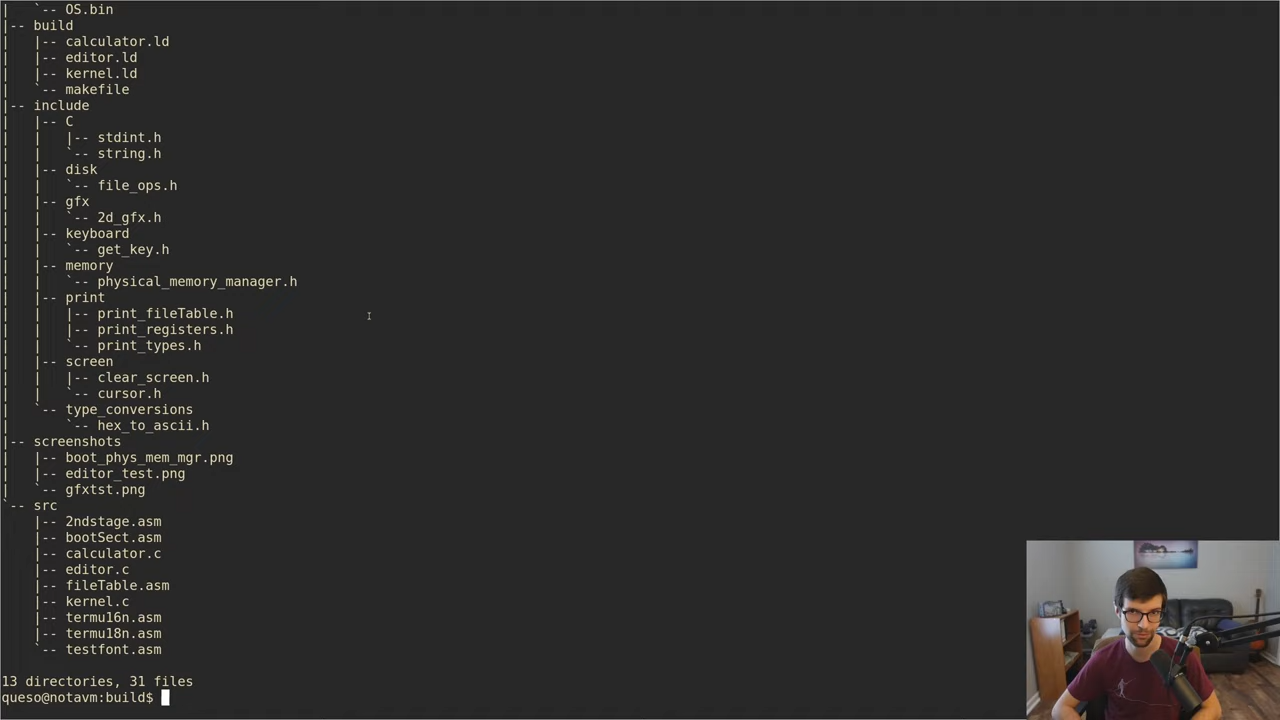 |   `-- OS.bin
|-- build
|   |-- calculator.ld
|   |-- editor.ld
|   |-- kernel.ld
|   `-- makefile
|-- include
|   |-- C
|   |   |-- stdint.h
|   |   `-- string.h
|   |-- disk
|   |   `-- file_ops.h
|   |-- gfx
|   |   `-- 2d_gfx.h
|   |-- keyboard
|   |   `-- get_key.h
|   |-- memory
|   |   `-- physical_memory_manager.h
|   |-- print
|   |   |-- print_fileTable.h
|   |   |-- print_registers.h
|   |   `-- print_types.h
|   |-- screen
|   |   |-- clear_screen.h
|   |   `-- cursor.h
|   `-- type_conversions
|       `-- hex_to_ascii.h
|-- screenshots
|   |-- boot_phys_mem_mgr.png
|   |-- editor_test.png
|   `-- gfxtst.png
`-- src
    |-- 2ndstage.asm
    |-- bootSect.asm
    |-- calculator.c
    |-- editor.c
    |-- fileTable.asm
    |-- kernel.c
    |-- termu16n.asm
    |-- termu18n.asm
    `-- testfont.asm
13 directories, 31 files
queso@notavm:build$